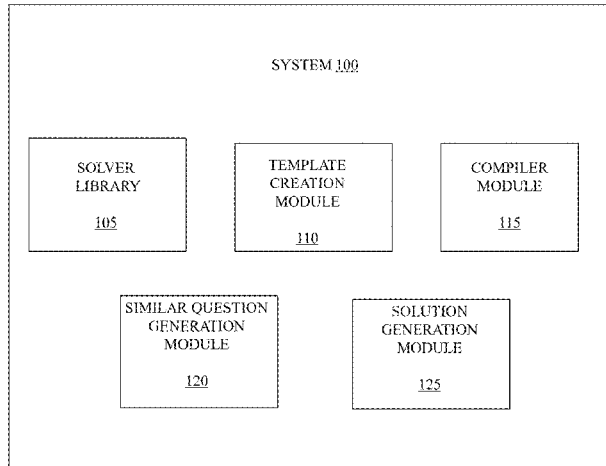 SYSTEM 100
SOLVER
LIBRARY
105
TEMPLATE
CREATION
MODULE
110
COMPILER
MODULE
115
SIMILAR QUESTION
GENERATION
MODULE
120
SOLUTION
GENERATION
MODULE
125